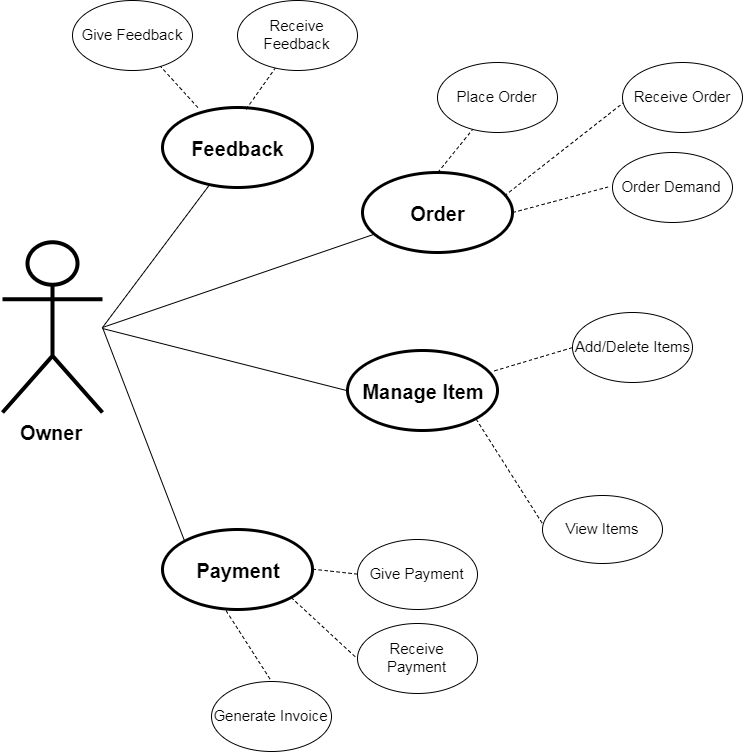 Give Feedback
Receive
Feedback
Feedback
Place Order
Receive Order
Order Demand
Order
Add/Delete Items
Manage Item
Owner
View Items
Payment
Give Payment
Receive
Payment
Generate Invoice